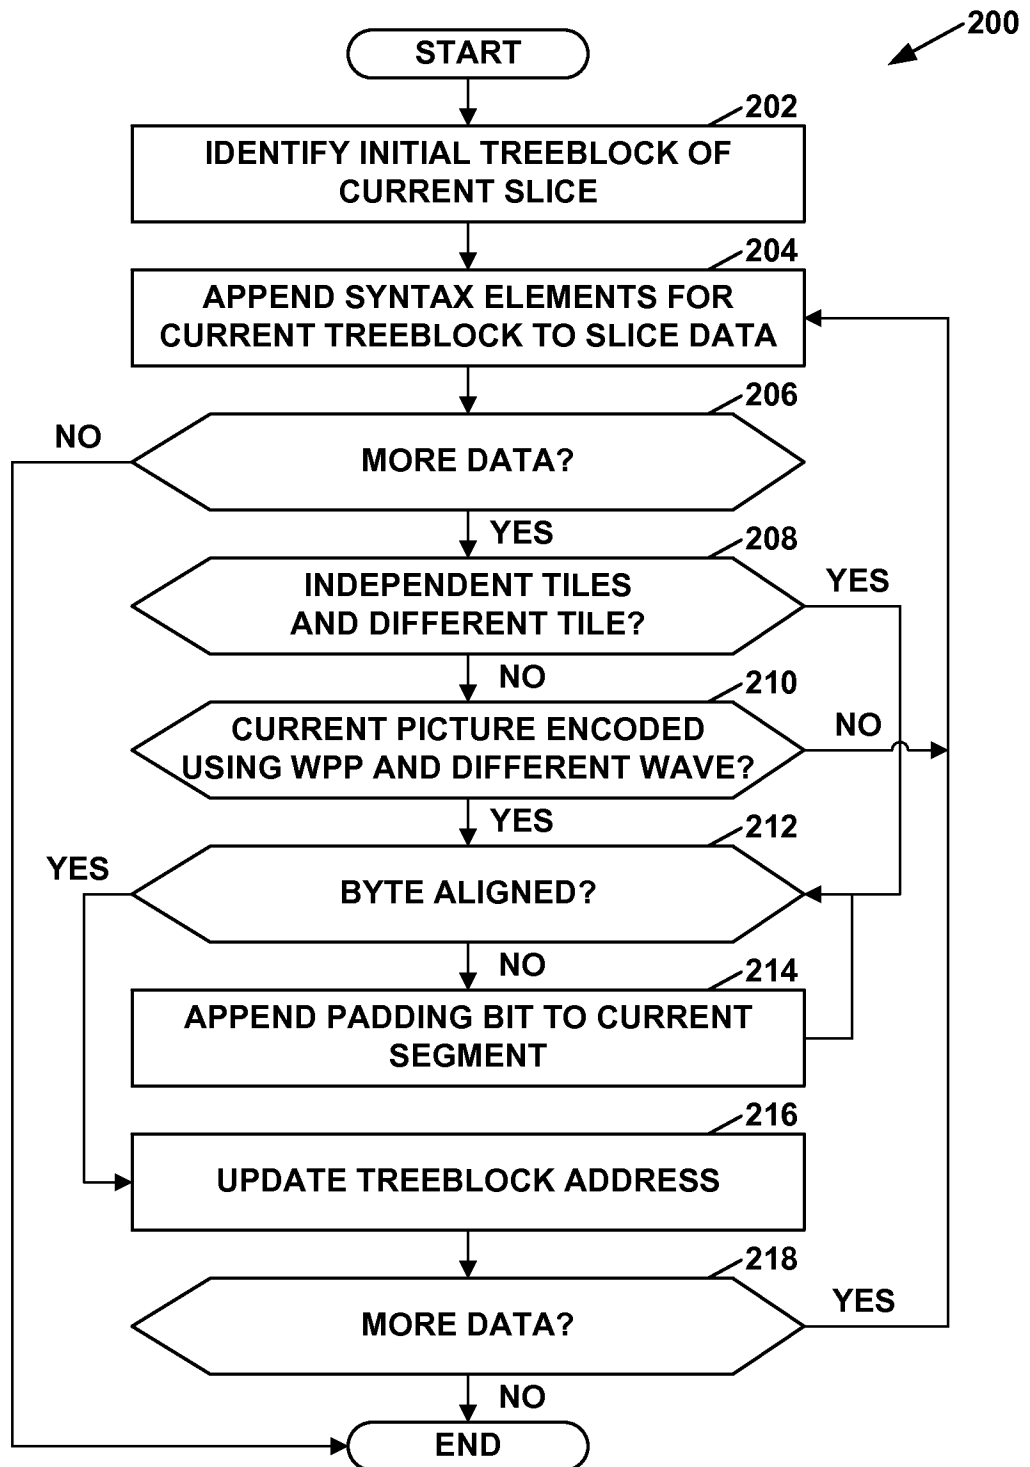 200
START
202
IDENTIFY INITIAL TREEBLOCK OF
CURRENT SLICE
204
APPEND SYNTAX ELEMENTS FOR
CURRENT TREEBLOCK TO SLICE DATA
206
NO
MORE DATA?
YES
208
INDEPENDENT TILES
AND DIFFERENT TILE?
YES
NO
210
CURRENT PICTURE ENCODED
USING WPP AND DIFFERENT WAVE?
NO
YES
212
YES
BYTE ALIGNED?
NO
214
APPEND PADDING BIT TO CURRENT
SEGMENT
216
UPDATE TREEBLOCK ADDRESS
218
MORE DATA?
YES
NO
END